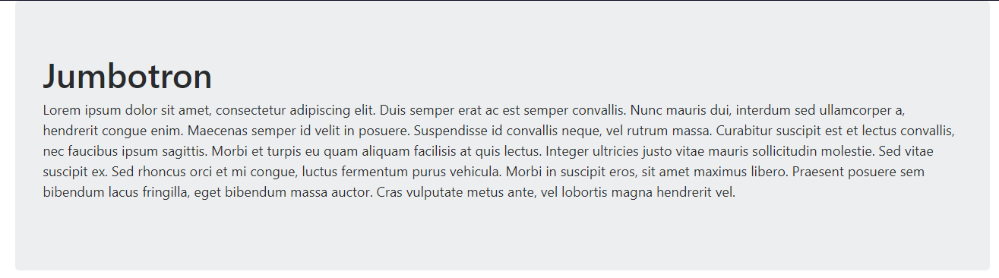 Jumbotron
Lorem ipsum dolor sit amet, consectetur adipiscing elit. Duis semper erat ac est semper convallis. Nunc mauris dui, interdum sed ullamcorper a,
hendrerit congue enim. Maecenas semper id velit in posuere. Suspendisse id convallis neque, vel rutrum massa. Curabitur suscipit est et lectus convallis,
nec faucibus ipsum sagittis. Morbi et turpis eu quam aliquam facilisis at quis lectus. Integer ultricies justo vitae mauris sollicitudin molestie. Sed vitae
suscipit ex. Sed rhoncus orci et mi congue, luctus fermentum purus vehicula. Morbi in suscipit eros, sit amet maximus libero. Praesent posuere sem
bibendum lacus fringilla, eget bibendum massa auctor. Cras vulputate metus ante, vel lobortis magna hendrerit vel.